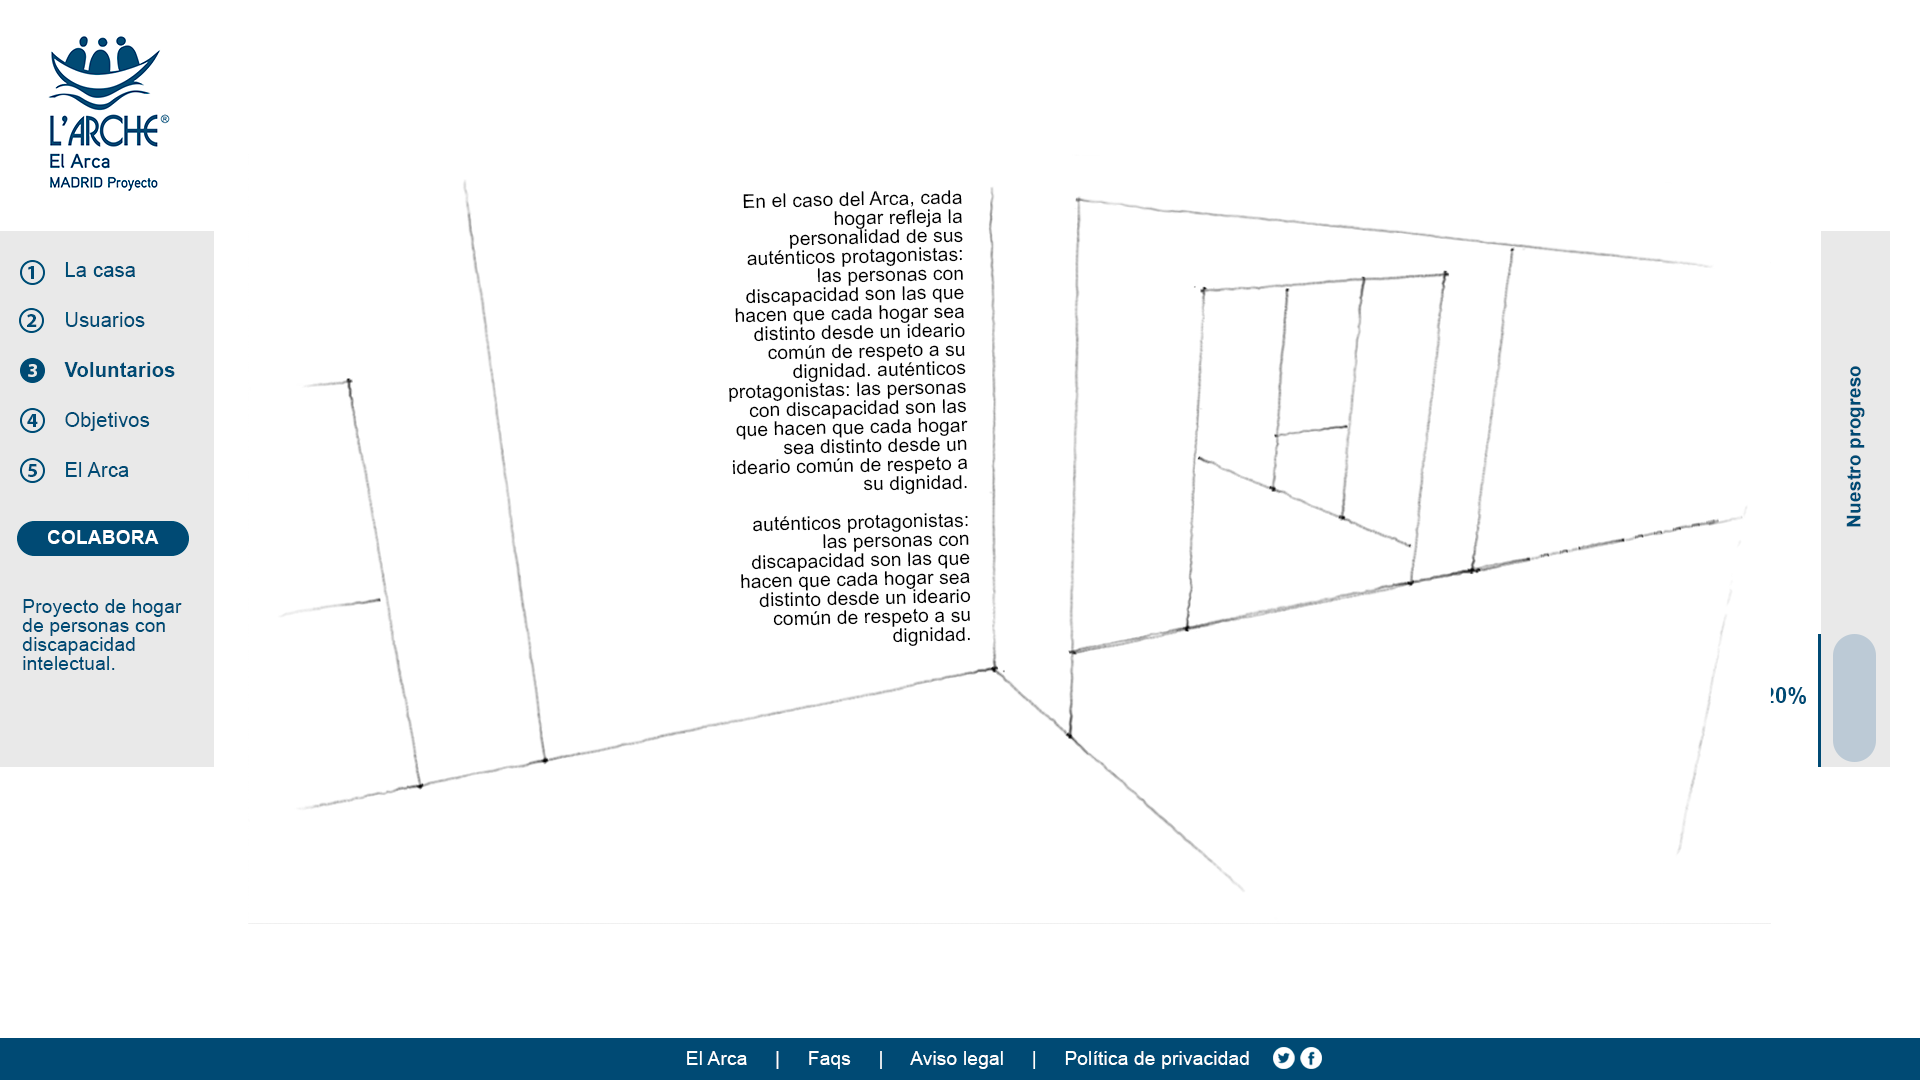 L'ARCHE®
El Arca
MADRID Proyecto
1 La casa
2 Usuarios
3 Voluntarios
4 Objetivos
5 El Arca
COLABORA
Proyecto de hogar
de personas con
discapacidad
intelectual.
En el caso del Arca, cada
hogar refleja la
personalidad de sus
auténticos protagonistas:
las personas con
discapacidad son las que
hacen que cada hogar sea
distinto desde un ideario
común de respeto a su
dignidad. auténticos
protagonistas: las personas
con discapacidad son las
que hacen que cada hogar
sea distinto desde un
ideario común de respeto a
su dignidad.
auténticos protagonistas:
las personas con
discapacidad son las que
hacen que cada hogar sea
distinto desde un ideario
común de respeto a su
dignidad.
Nuestro progreso
20%
El Arca | Faqs | Aviso legal | Política de privacidad